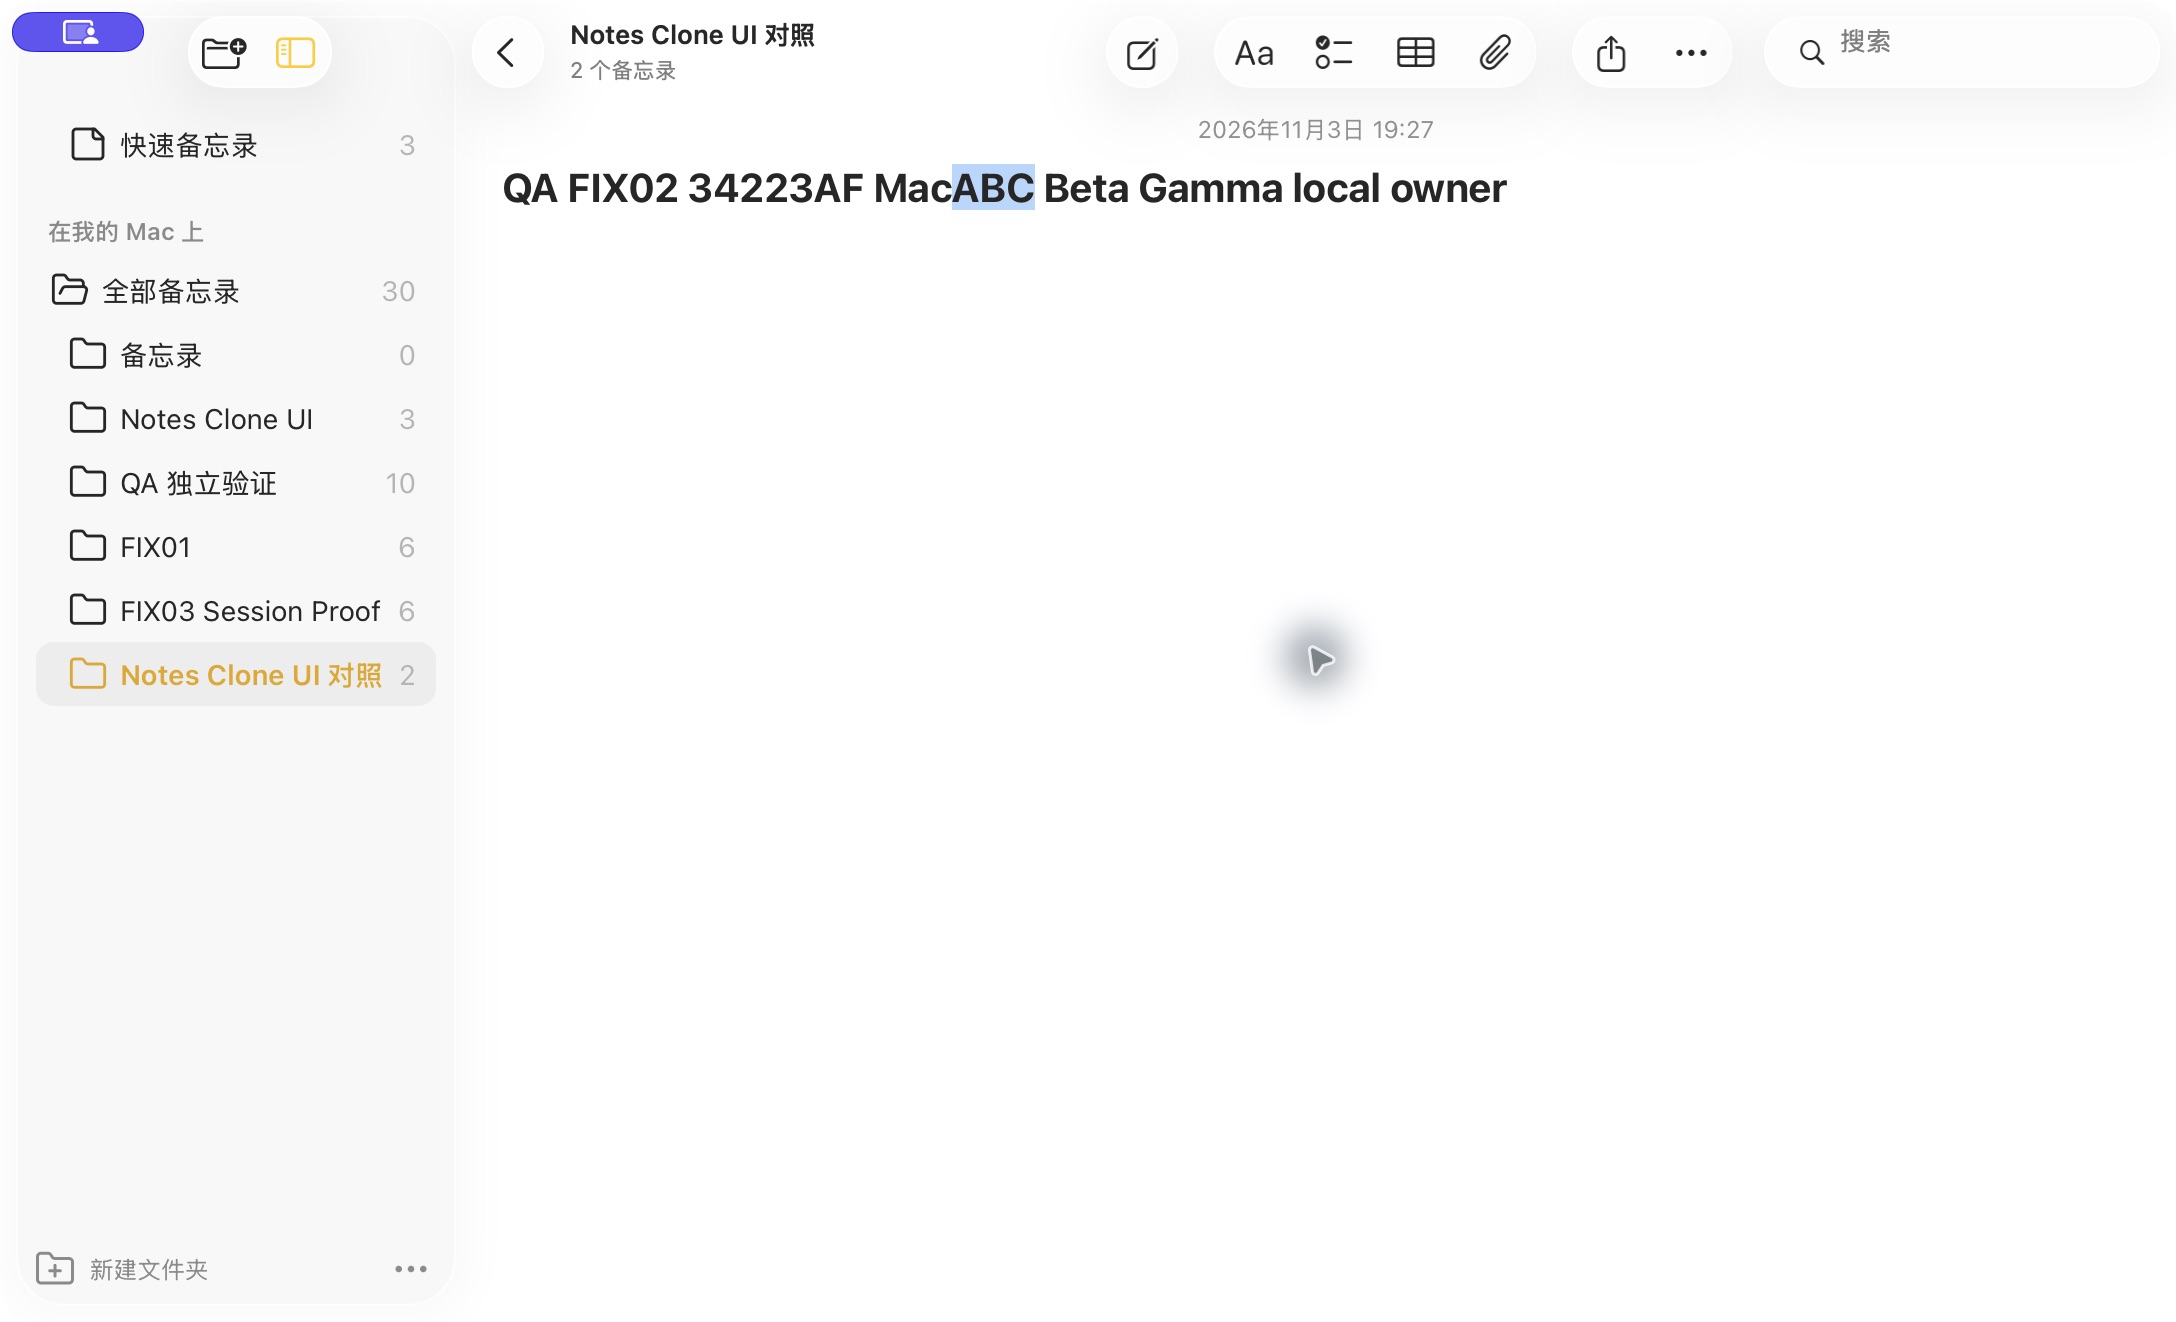 Notes Clone UI 对照
2 个备忘录
Aa
搜索
快速备忘录 3
在我的 Mac 上
全部备忘录 30
备忘录 0
Notes Clone UI 3
QA 独立验证 10
FIX01 6
FIX03 Session Proof 6
Notes Clone UI 对照 2
新建文件夹
2026年11月3日 19:27
QA FIX02 34223AF MacABC Beta Gamma local owner